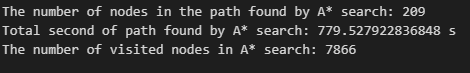 The number of nodes in the path found by A* search: 209
Total second of path found by A* search: 779.527922836848 s
The number of visited nodes in A* search: 7866